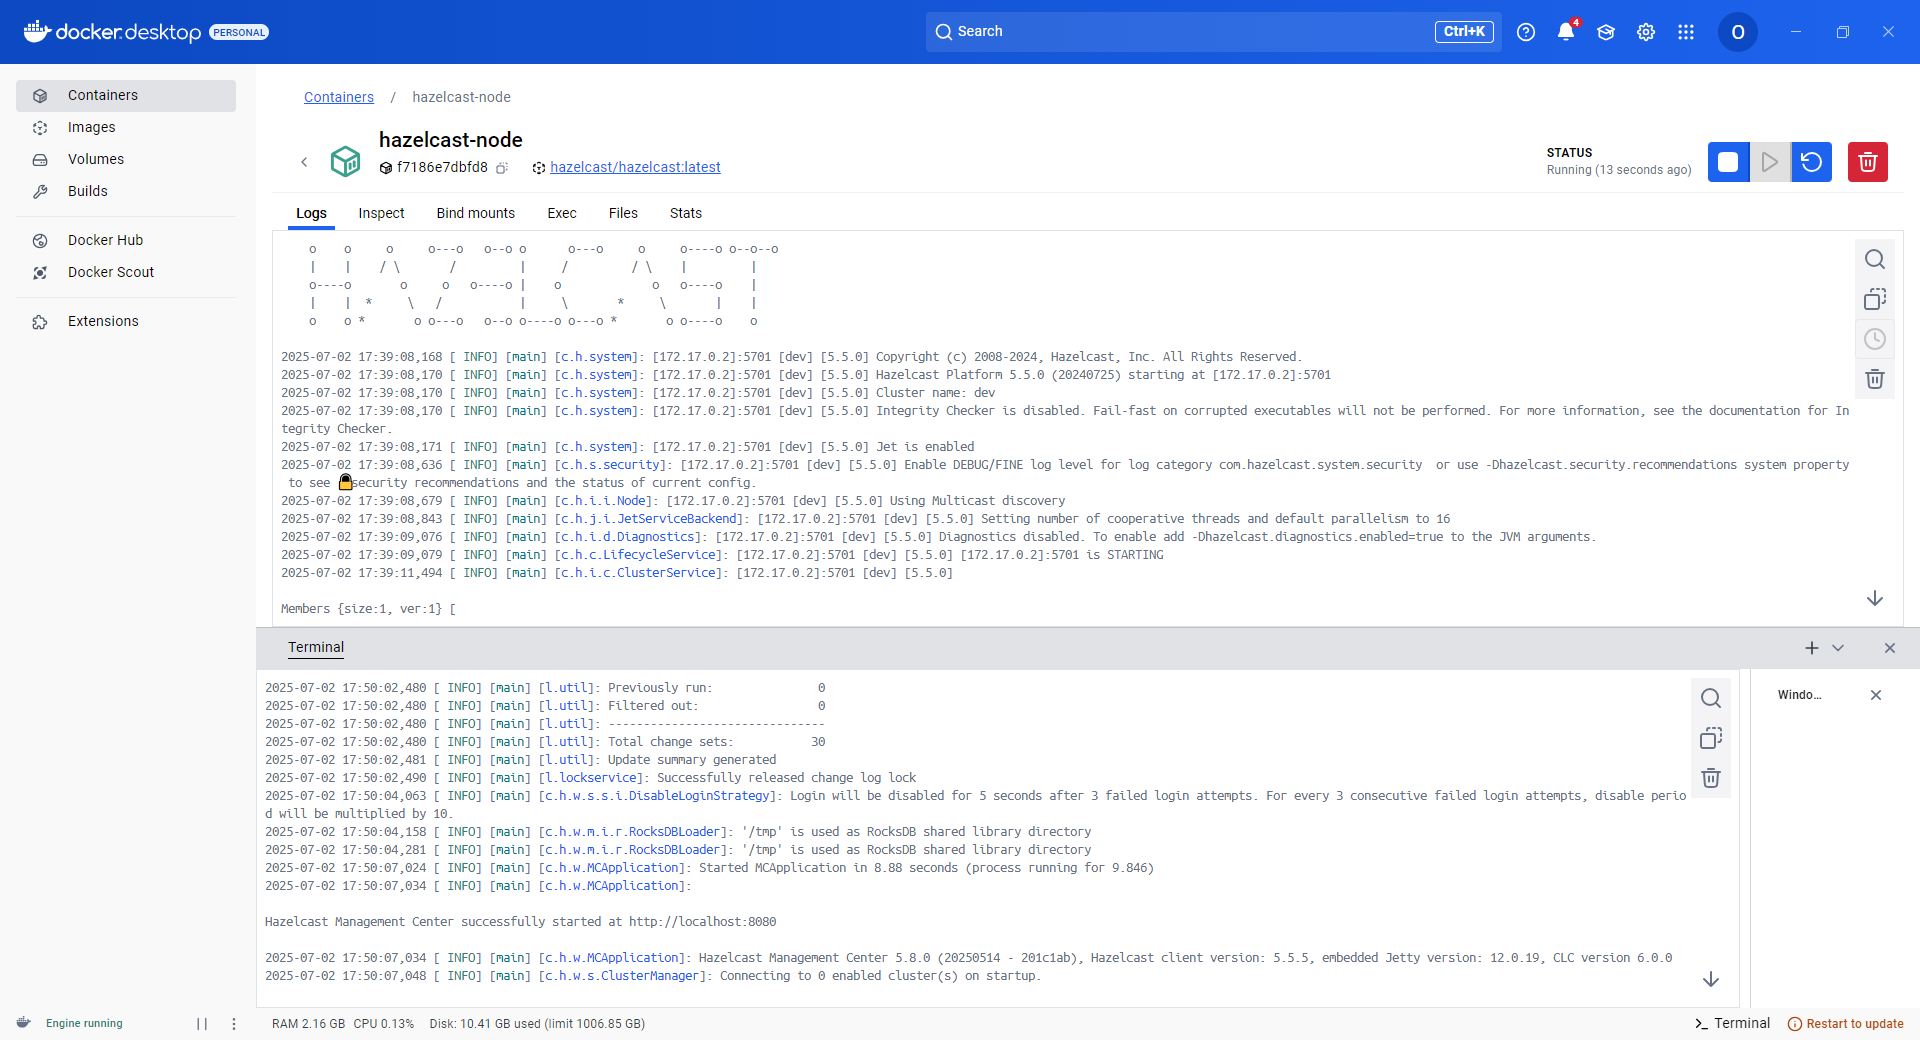 docker.desktop PERSONAL
Search Ctrl+K
4
O
Containers
Images
Volumes
Builds
Docker Hub
Docker Scout
Extensions
Containers / hazelcast-node
hazelcast-node
f7186e7dbfd8 hazelcast/hazelcast:latest
STATUS
Running (13 seconds ago)
Logs Inspect Bind mounts Exec Files Stats
o    o     o     o---o   o--o o      o---o     o     o----o o--o--o
|    |    / \       /         |     /         / \    |         |
o----o       o     o   o----o |    o             o   o----o    |
|    |  *     \   /           |     \       *     \       |    |
o    o *       o o---o   o--o o----o o---o *       o o----o    o
2025-07-02 17:39:08,168 [ INFO] [main] [c.h.system]: [172.17.0.2]:5701 [dev] [5.5.0] Copyright (c) 2008-2024, Hazelcast, Inc. All Rights Reserved.
2025-07-02 17:39:08,170 [ INFO] [main] [c.h.system]: [172.17.0.2]:5701 [dev] [5.5.0] Hazelcast Platform 5.5.0 (20240725) starting at [172.17.0.2]:5701
2025-07-02 17:39:08,170 [ INFO] [main] [c.h.system]: [172.17.0.2]:5701 [dev] [5.5.0] Cluster name: dev
2025-07-02 17:39:08,170 [ INFO] [main] [c.h.system]: [172.17.0.2]:5701 [dev] [5.5.0] Integrity Checker is disabled. Fail-fast on corrupted executables will not be performed. For more information, see the documentation for In
tegrity Checker.
2025-07-02 17:39:08,171 [ INFO] [main] [c.h.system]: [172.17.0.2]:5701 [dev] [5.5.0] Jet is enabled
2025-07-02 17:39:08,636 [ INFO] [main] [c.h.s.security]: [172.17.0.2]:5701 [dev] [5.5.0] Enable DEBUG/FINE log level for log category com.hazelcast.system.security  or use -Dhazelcast.security.recommendations system property
to see 🔒security recommendations and the status of current config.
2025-07-02 17:39:08,679 [ INFO] [main] [c.h.i.i.Node]: [172.17.0.2]:5701 [dev] [5.5.0] Using Multicast discovery
2025-07-02 17:39:08,843 [ INFO] [main] [c.h.j.i.JetServiceBackend]: [172.17.0.2]:5701 [dev] [5.5.0] Setting number of cooperative threads and default parallelism to 16
2025-07-02 17:39:09,076 [ INFO] [main] [c.h.i.d.Diagnostics]: [172.17.0.2]:5701 [dev] [5.5.0] Diagnostics disabled. To enable add -Dhazelcast.diagnostics.enabled=true to the JVM arguments.
2025-07-02 17:39:09,079 [ INFO] [main] [c.h.c.LifecycleService]: [172.17.0.2]:5701 [dev] [5.5.0] [172.17.0.2]:5701 is STARTING
2025-07-02 17:39:11,494 [ INFO] [main] [c.h.i.c.ClusterService]: [172.17.0.2]:5701 [dev] [5.5.0]
Members {size:1, ver:1} [
Terminal
2025-07-02 17:50:02,480 [ INFO] [main] [l.util]: Previously run:               0
2025-07-02 17:50:02,480 [ INFO] [main] [l.util]: Filtered out:                 0
2025-07-02 17:50:02,480 [ INFO] [main] [l.util]: -------------------------------
2025-07-02 17:50:02,480 [ INFO] [main] [l.util]: Total change sets:           30
2025-07-02 17:50:02,481 [ INFO] [main] [l.util]: Update summary generated
2025-07-02 17:50:02,490 [ INFO] [main] [l.lockservice]: Successfully released change log lock
2025-07-02 17:50:04,063 [ INFO] [main] [c.h.w.s.s.i.DisableLoginStrategy]: Login will be disabled for 5 seconds after 3 failed login attempts. For every 3 consecutive failed login attempts, disable perio
d will be multiplied by 10.
2025-07-02 17:50:04,158 [ INFO] [main] [c.h.w.m.i.r.RocksDBLoader]: '/tmp' is used as RocksDB shared library directory
2025-07-02 17:50:04,281 [ INFO] [main] [c.h.w.m.i.r.RocksDBLoader]: '/tmp' is used as RocksDB shared library directory
2025-07-02 17:50:07,024 [ INFO] [main] [c.h.w.MCApplication]: Started MCApplication in 8.88 seconds (process running for 9.846)
2025-07-02 17:50:07,034 [ INFO] [main] [c.h.w.MCApplication]:
Hazelcast Management Center successfully started at http://localhost:8080
2025-07-02 17:50:07,034 [ INFO] [main] [c.h.w.MCApplication]: Hazelcast Management Center 5.8.0 (20250514 - 201c1ab), Hazelcast client version: 5.5.5, embedded Jetty version: 12.0.19, CLC version 6.0.0
2025-07-02 17:50:07,048 [ INFO] [main] [c.h.w.s.ClusterManager]: Connecting to 0 enabled cluster(s) on startup.
Windo...
Engine running
RAM 2.16 GB CPU 0.13% Disk: 10.41 GB used (limit 1006.85 GB)
Terminal
Restart to update